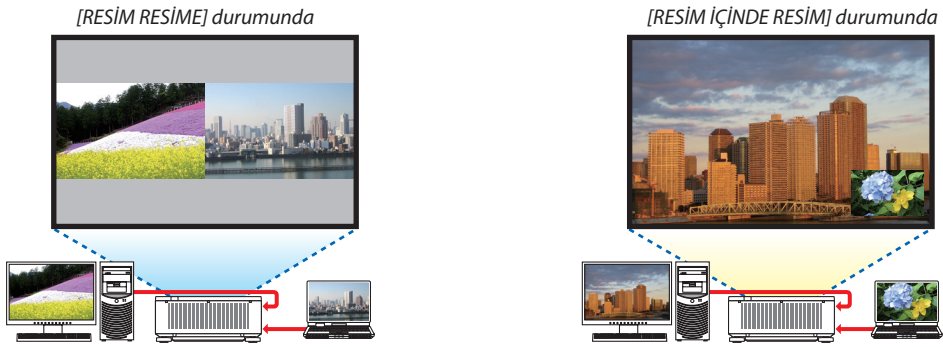 [RESİM RESİME] durumunda
[RESİM İÇİNDE RESİM] durumunda